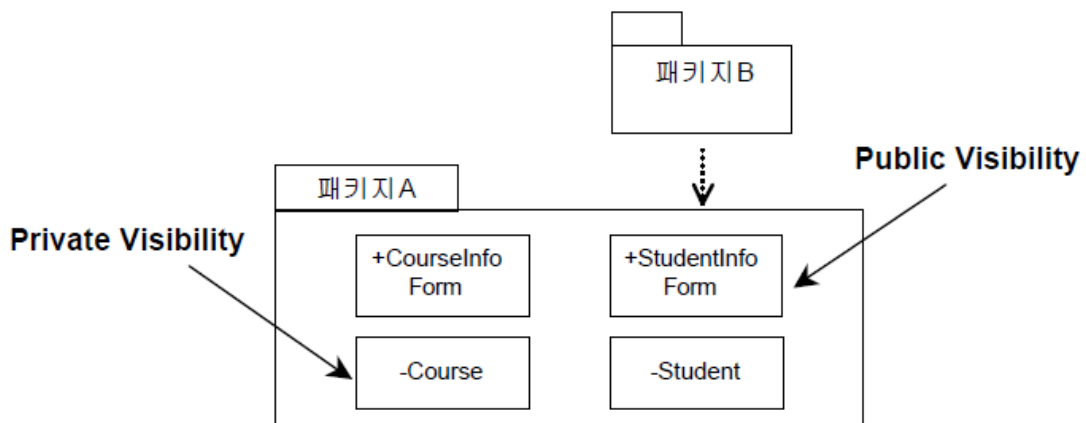 패키지B
Public Visibility
패키지A
Private Visibility
+CourseInfo
Form
+StudentInfo
Form
-Course
-Student